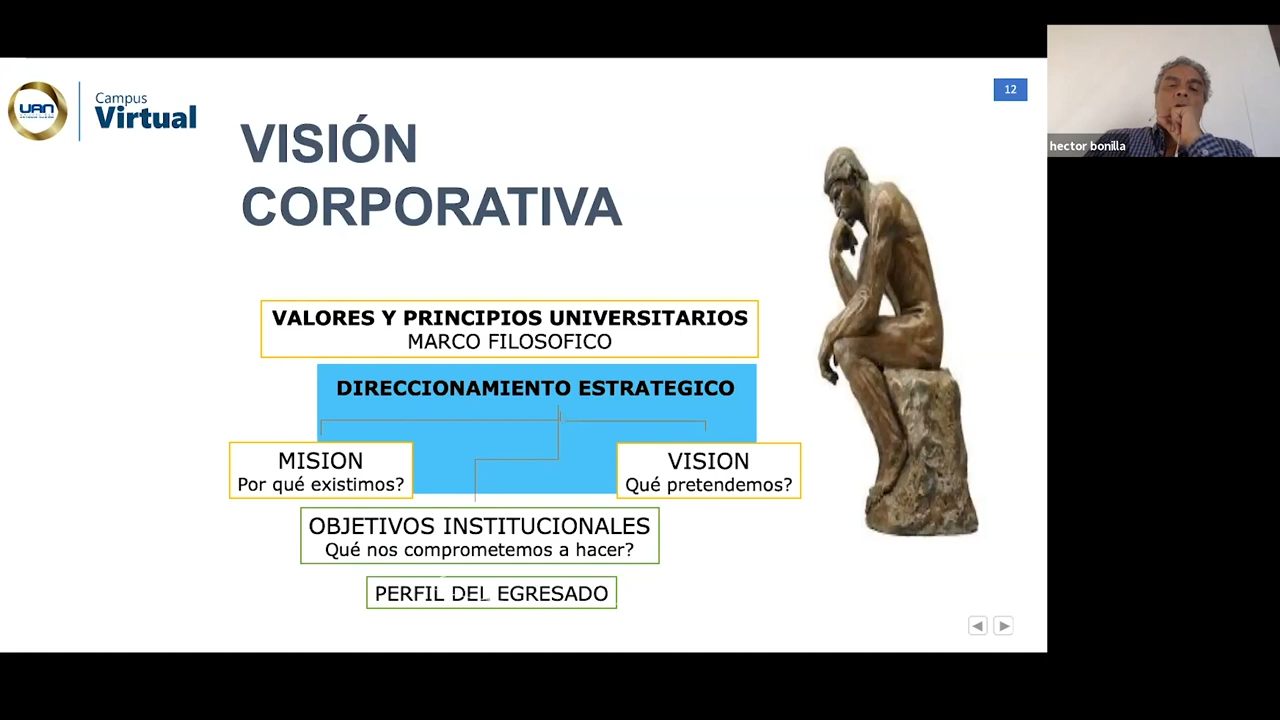 UAN
Campus
Virtual
12
hector bonilla
VISIÓN
CORPORATIVA
VALORES Y PRINCIPIOS UNIVERSITARIOS
MARCO FILOSOFICO
DIRECCIONAMIENTO ESTRATEGICO
MISION
Por qué existimos?
VISION
Qué pretendemos?
OBJETIVOS INSTITUCIONALES
Qué nos comprometemos a hacer?
PERFIL DEL EGRESADO